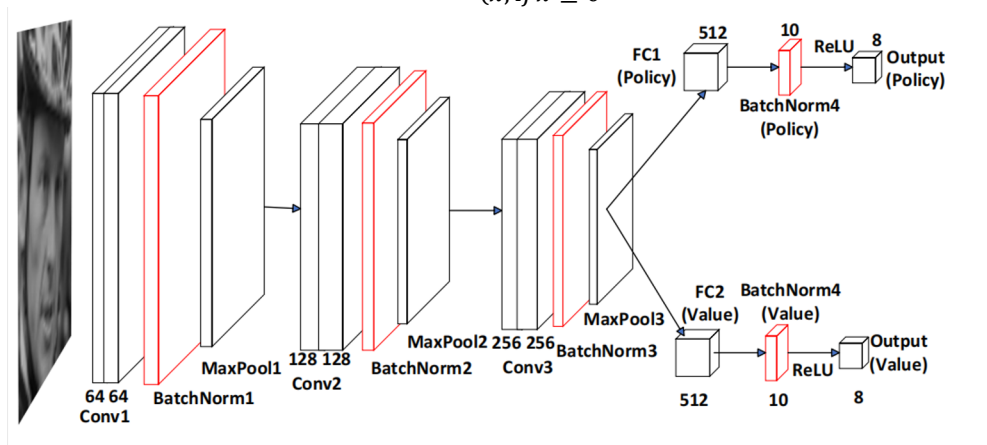 64 64
Conv1
BatchNorm1
MaxPool1
128 128
Conv2
BatchNorm2
MaxPool2
256 256
Conv3
BatchNorm3
MaxPool3
FC1
(Policy)
512
10
BatchNorm4
(Policy)
ReLU
8
Output
(Policy)
FC2
(Value)
512
BatchNorm4
(Value)
10
ReLU
8
Output
(Value)